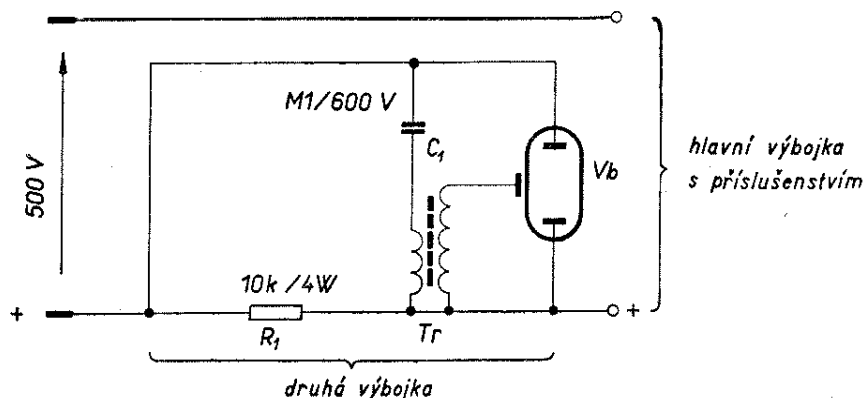 500 V
M1/600 V
C₁
Vb
hlavní výbojka
s příslušenstvím
10k/4W
+
R₁
Tr
+
druhá výbojka